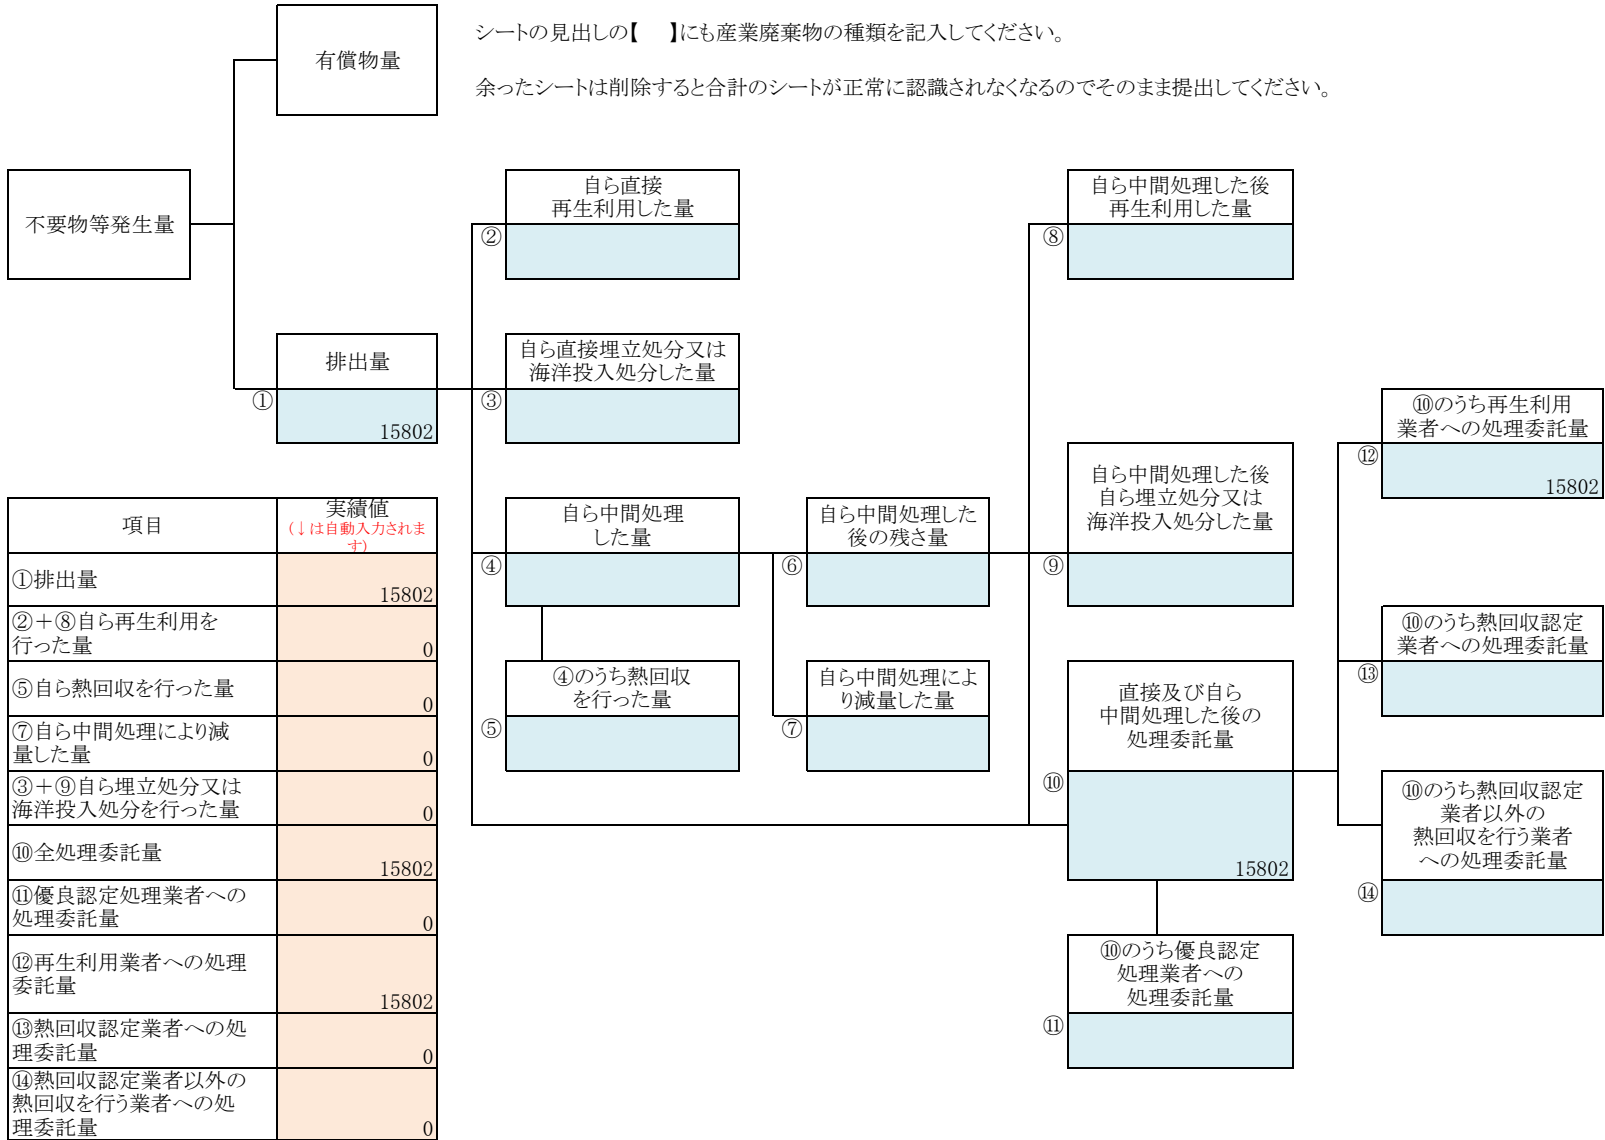 シートの見出しの【　】にも産業廃棄物の種類を記入してください。
有償物量
余ったシートは削除すると合計のシートが正常に認識されなくなるのでそのまま提出してください。
不要物等発生量
自ら直接
再生利用した量
②
自ら中間処理した後
再生利用した量
⑧
排出量
①
15802
自ら直接埋立処分又は
海洋投入処分した量
③
⑩のうち再生利用
業者への処理委託量
⑫
15802
自ら中間処理
した量
④
自ら中間処理した
後の残さ量
⑥
自ら中間処理した後
自ら埋立処分又は
海洋投入処分した量
⑨
⑩のうち熱回収認定
業者への処理委託量
⑬
④のうち熱回収
を行った量
⑤
自ら中間処理によ
り減量した量
⑦
直接及び自ら
中間処理した後の
処理委託量
⑩
15802
⑩のうち熱回収認定
業者以外の
熱回収を行う業者
への処理委託量
⑭
⑩のうち優良認定
処理業者への
処理委託量
⑪
項目
実績値
(↓は自動入力されま
す)
①排出量
15802
②＋⑧自ら再生利用を
行った量
0
⑤自ら熱回収を行った量
0
⑦自ら中間処理により減
量した量
0
③＋⑨自ら埋立処分又は
海洋投入処分を行った量
0
⑩全処理委託量
15802
⑪優良認定処理業者への
処理委託量
0
⑫再生利用業者への処理
委託量
15802
⑬熱回収認定業者への処
理委託量
0
⑭熱回収認定業者以外の
熱回収を行う業者への処
理委託量
0